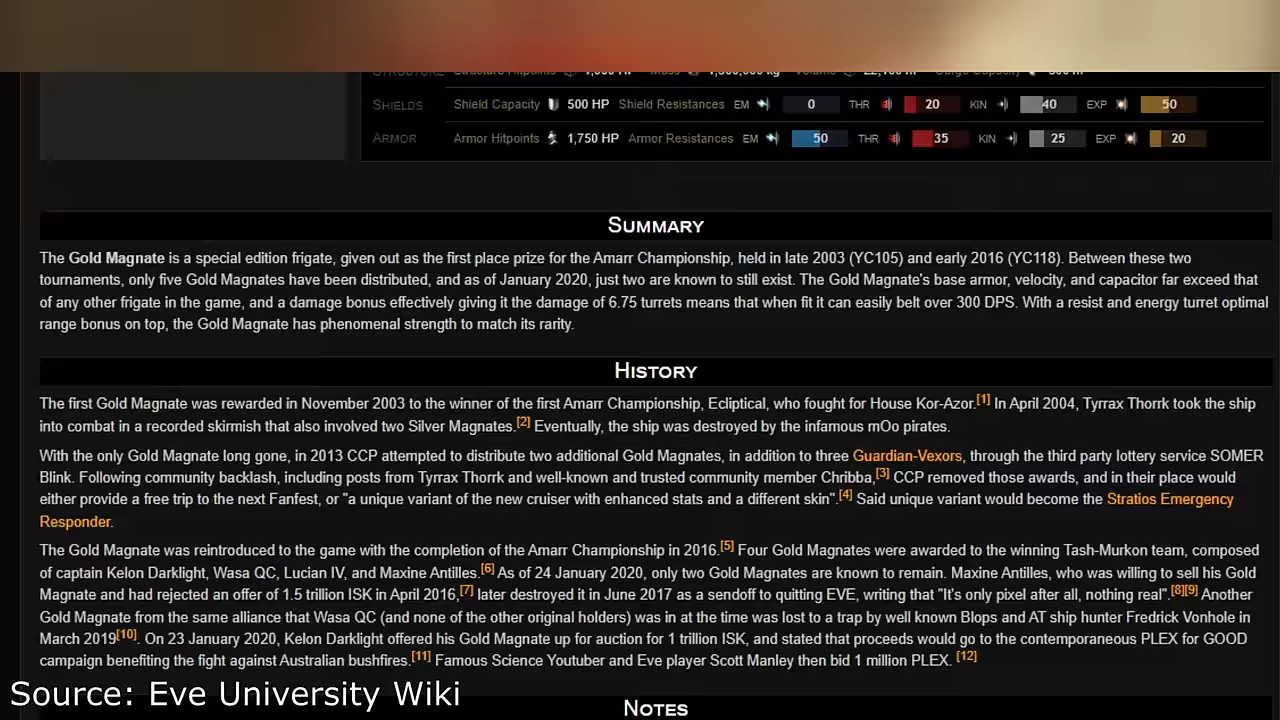 SHIELDS Shield Capacity 500 HP Shield Resistances EM 0 THR 20 KIN 40 EXP 50
ARMOR Armor Hitpoints 1,750 HP Armor Resistances EM 50 THR 35 KIN 25 EXP 20
SUMMARY
The Gold Magnate is a special edition frigate, given out as the first place prize for the Amarr Championship, held in late 2003 (YC105) and early 2016 (YC118). Between these two
tournaments, only five Gold Magnates have been distributed, and as of January 2020, just two are known to still exist. The Gold Magnate's base armor, velocity, and capacitor far exceed that
of any other frigate in the game, and a damage bonus effectively giving it the damage of 6.75 turrets means that when fit it can easily belt over 300 DPS. With a resist and energy turret optimal
range bonus on top, the Gold Magnate has phenomenal strength to match its rarity.
HISTORY
The first Gold Magnate was rewarded in November 2003 to the winner of the first Amarr Championship, Ecliptical, who fought for House Kor-Azor.[1] In April 2004, Tyrrax Thorrk took the ship
into combat in a recorded skirmish that also involved two Silver Magnates.[2] Eventually, the ship was destroyed by the infamous mOo pirates.
With the only Gold Magnate long gone, in 2013 CCP attempted to distribute two additional Gold Magnates, in addition to three Guardian-Vexors, through the third party lottery service SOMER
Blink. Following community backlash, including posts from Tyrrax Thorrk and well-known and trusted community member Chribba,[3] CCP removed those awards, and in their place would
either provide a free trip to the next Fanfest, or "a unique variant of the new cruiser with enhanced stats and a different skin".[4] Said unique variant would become the Stratios Emergency
Responder.
The Gold Magnate was reintroduced to the game with the completion of the Amarr Championship in 2016.[5] Four Gold Magnates were awarded to the winning Tash-Murkon team, composed
of captain Kelon Darklight, Wasa QC, Lucian IV, and Maxine Antilles.[6] As of 24 January 2020, only two Gold Magnates are known to remain. Maxine Antilles, who was willing to sell his Gold
Magnate and had rejected an offer of 1.5 trillion ISK in April 2016,[7] later destroyed it in June 2017 as a sendoff to quitting EVE, writing that "It's only pixel after all, nothing real".[8][9] Another
Gold Magnate from the same alliance that Wasa QC (and none of the other original holders) was in at the time was lost to a trap by well known Blops and AT ship hunter Fredrick Vonhole in
March 2019[10]. On 23 January 2020, Kelon Darklight offered his Gold Magnate up for auction for 1 trillion ISK, and stated that proceeds would go to the contemporaneous PLEX for GOOD
campaign benefiting the fight against Australian bushfires.[11] Famous Science Youtuber and Eve player Scott Manley then bid 1 million PLEX. [12]
Source: Eve University Wiki
NOTES